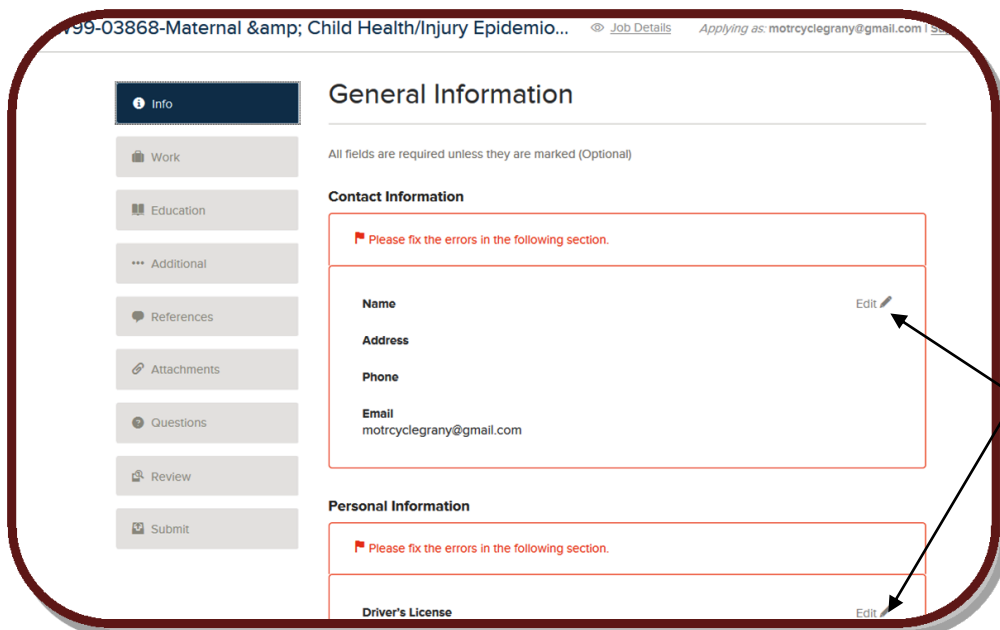 03868-Maternal &amp; Child Health/Injury Epidemio... Job Details Applying as: motrcyclegrany@gmail.com |
Info
General Information
Work
All fields are required unless they are marked (Optional)
Contact Information
Education
Please fix the errors in the following section.
Additional
Name Edit
References
Address
Attachments
Phone
Questions
Email
motrcyclegrany@gmail.com
Review
Personal Information
Submit
Please fix the errors in the following section.
Driver's License Edit